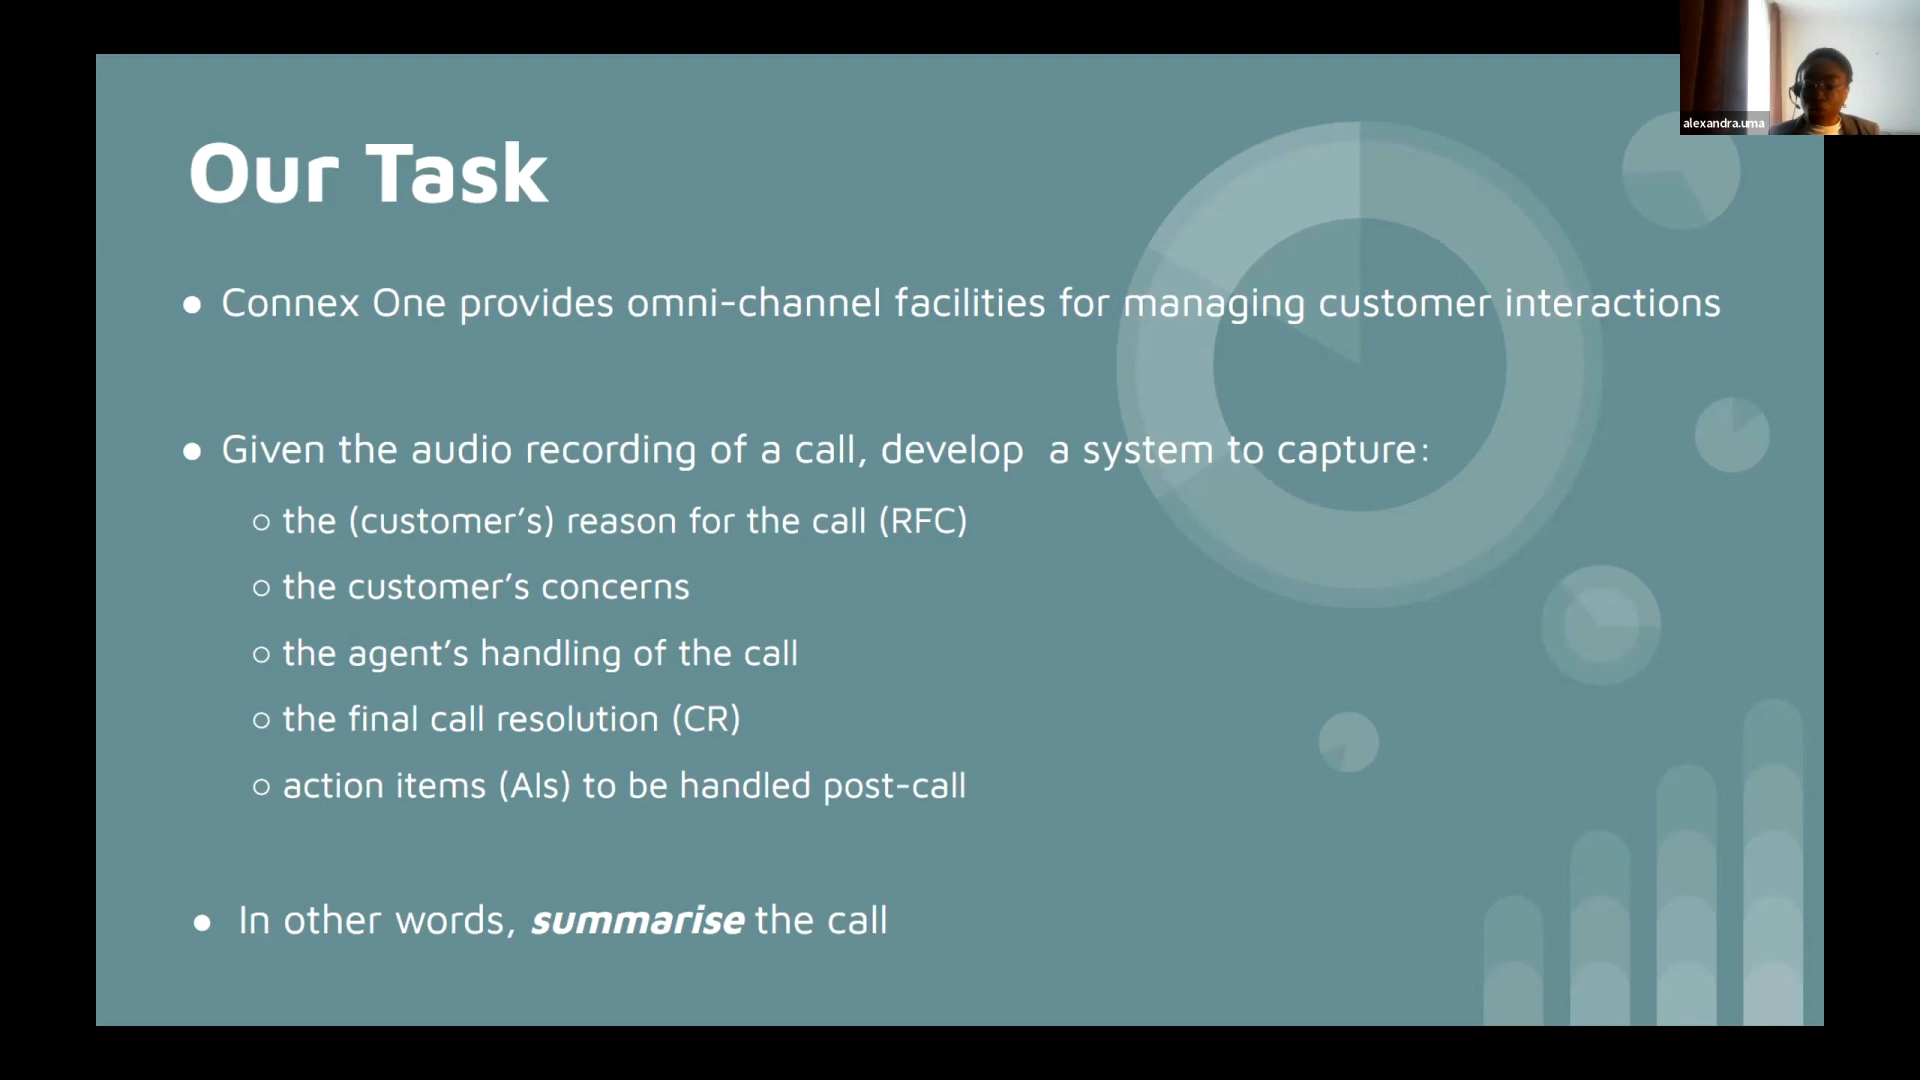 alexandra.uma
Our Task
● Connex One provides omni-channel facilities for managing customer interactions
● Given the audio recording of a call, develop  a system to capture:
○ the (customer’s) reason for the call (RFC)
○ the customer’s concerns
○ the agent’s handling of the call
○ the final call resolution (CR)
○ action items (AIs) to be handled post-call
● In other words, summarise the call